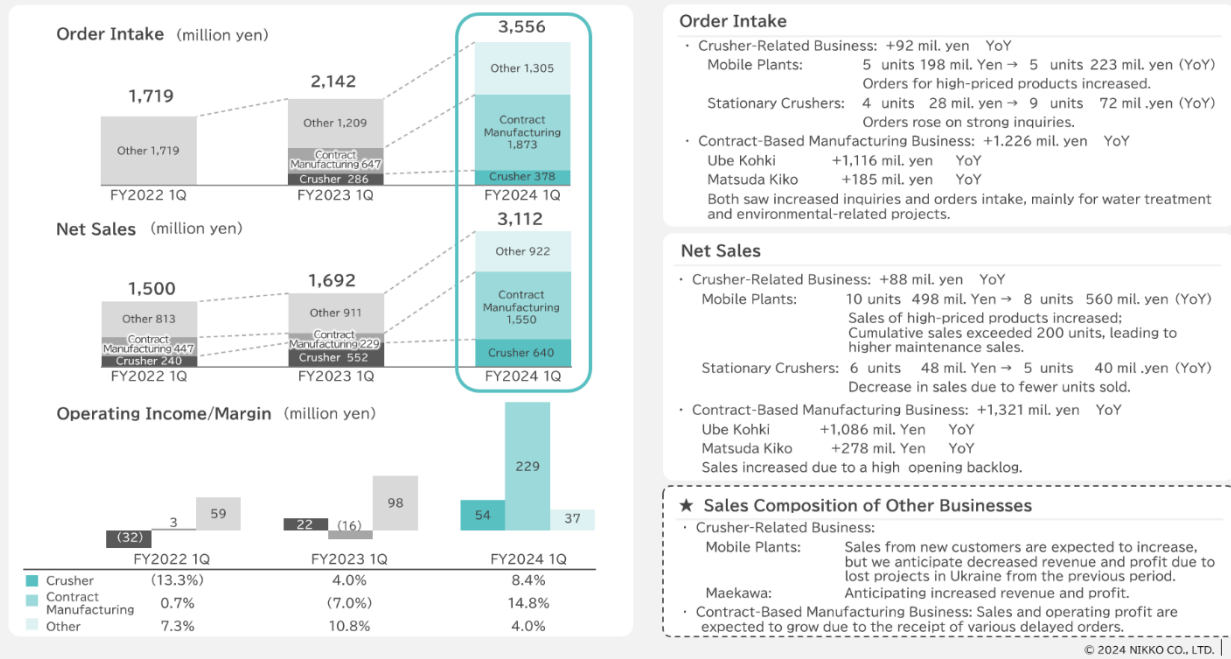 Order Intake (million yen)
1,719
Other 1,719
FY2022 1Q
2,142
Other 1,209
Contract
Manufacturing 647
Crusher 286
FY2023 1Q
3,556
Other 1,305
Contract
Manufacturing
1,873
Crusher 378
FY2024 1Q
Net Sales (million yen)
1,500
Other 813
Contract
Manufacturing 447
Crusher 240
FY2022 1Q
1,692
Other 911
Contract
Manufacturing 229
Crusher 552
FY2023 1Q
3,112
Other 922
Contract
Manufacturing
1,550
Crusher 640
FY2024 1Q
Operating Income/Margin (million yen)
(32) 3 59
22 (16) 98
54 229 37
FY2022 1Q FY2023 1Q FY2024 1Q
Crusher (13.3%) 4.0% 8.4%
Contract
Manufacturing 0.7% (7.0%) 14.8%
Other 7.3% 10.8% 4.0%
Order Intake
・ Crusher-Related Business: +92 mil. yen YoY
Mobile Plants: 5 units 198 mil. Yen → 5 units 223 mil. yen (YoY)
Orders for high-priced products increased.
Stationary Crushers: 4 units 28 mil. yen → 9 units 72 mil .yen (YoY)
Orders rose on strong inquiries.
・ Contract-Based Manufacturing Business: +1.226 mil. yen YoY
Ube Kohki +1,116 mil. yen YoY
Matsuda Kiko +185 mil. yen YoY
Both saw increased inquiries and orders intake, mainly for water treatment
and environmental-related projects.
Net Sales
・ Crusher-Related Business: +88 mil. yen YoY
Mobile Plants: 10 units 498 mil. Yen → 8 units 560 mil. yen (YoY)
Sales of high-priced products increased;
Cumulative sales exceeded 200 units, leading to
higher maintenance sales.
Stationary Crushers: 6 units 48 mil. Yen → 5 units 40 mil .yen (YoY)
Decrease in sales due to fewer units sold.
・ Contract-Based Manufacturing Business: +1,321 mil. yen YoY
Ube Kohki +1,086 mil. Yen YoY
Matsuda Kiko +278 mil. Yen YoY
Sales increased due to a high opening backlog.
★ Sales Composition of Other Businesses
・ Crusher-Related Business:
Mobile Plants: Sales from new customers are expected to increase,
but we anticipate decreased revenue and profit due to
lost projects in Ukraine from the previous period.
Maekawa: Anticipating increased revenue and profit.
・ Contract-Based Manufacturing Business: Sales and operating profit are
expected to grow due to the receipt of various delayed orders.
© 2024 NIKKO CO., LTD.